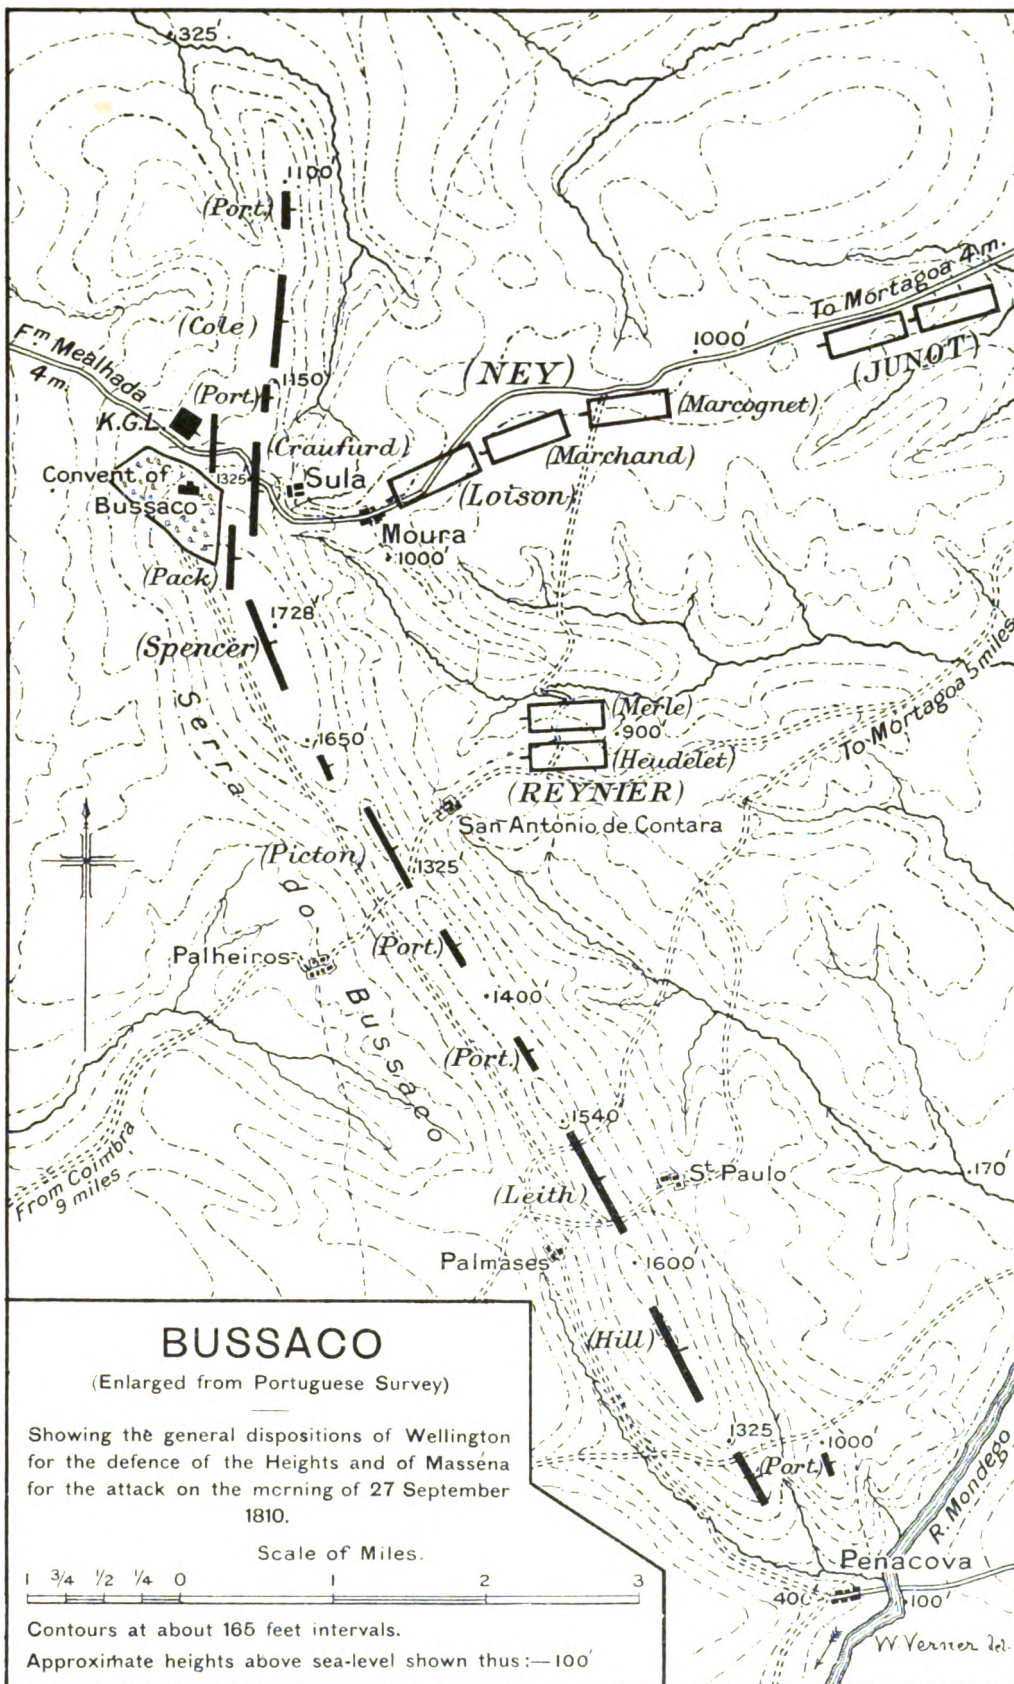 325′
1100′
(Port.)
To Mortagoa 4 m.
(Cole)
1000′
Fm Mealhada
4 m.
1150′
(NEY)
(JUNOT)
(Port.)
(Marcognet)
K.G.L.
(Craufurd)
(Marchand)
Convent of
Bussaco
1325′
Sula
(Loison)
Moura
1000′
(Pack)
1728′
(Spencer)
To Mortagoa 5 miles
Serra do Bussaco
(Merle)
900′
1650′
(Heudelet)
(REYNIER)
San Antonio de Contara
(Picton)
1325′
Palheiros
(Port.)
1400′
(Port.)
1540′
From Coimbra
9 miles
170′
St. Paulo
(Leith)
Palmases
1600′
(Hill)
1325′
1000′
(Port.)
R. Mondego
Penacova
400′
100′
W. Verner del.
BUSSACO
(Enlarged from Portuguese Survey)
Showing the general dispositions of Wellington
for the defence of the Heights and of Masséna
for the attack on the morning of 27 September
1810.
Scale of Miles.
1 3/4 1/2 1/4 0 1 2 3
Contours at about 165 feet intervals.
Approximate heights above sea-level shown thus:—100′